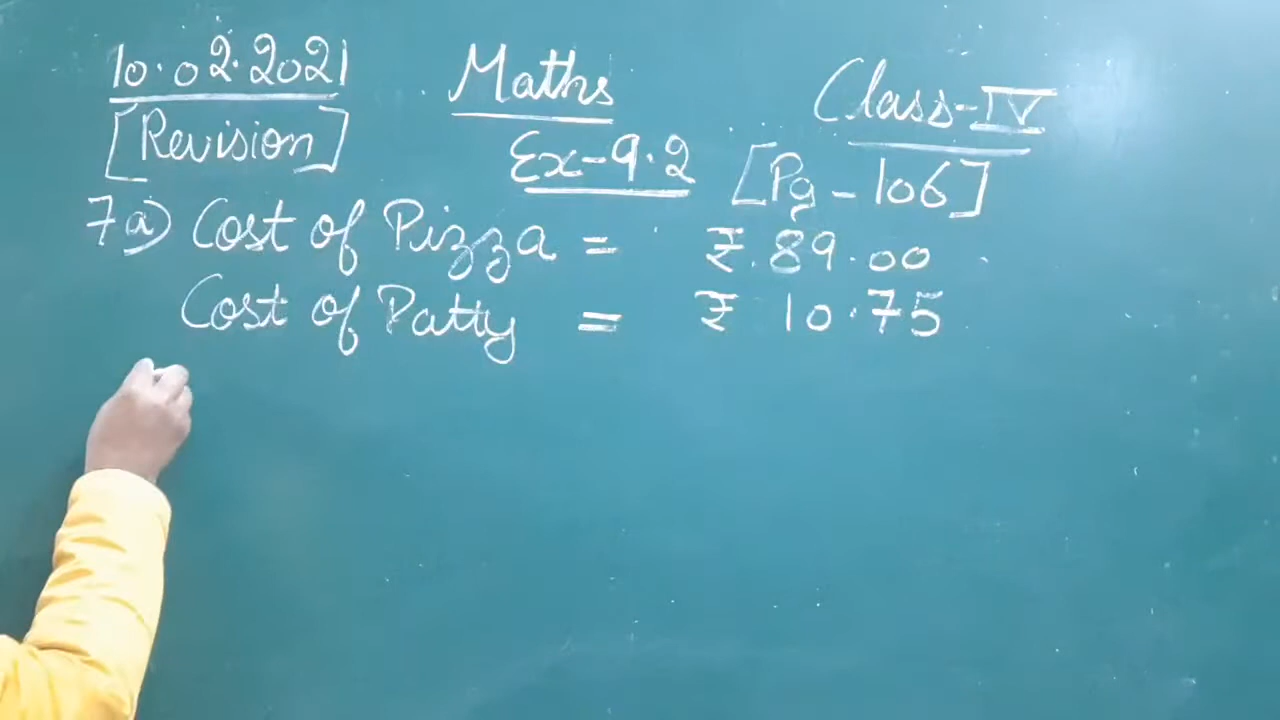 10.02.2021 Maths Class-IV
[Revision] Ex-9.2 [Pg-106]
7a) Cost of Pizza = ₹.89.00
Cost of Patty = ₹ 10.75